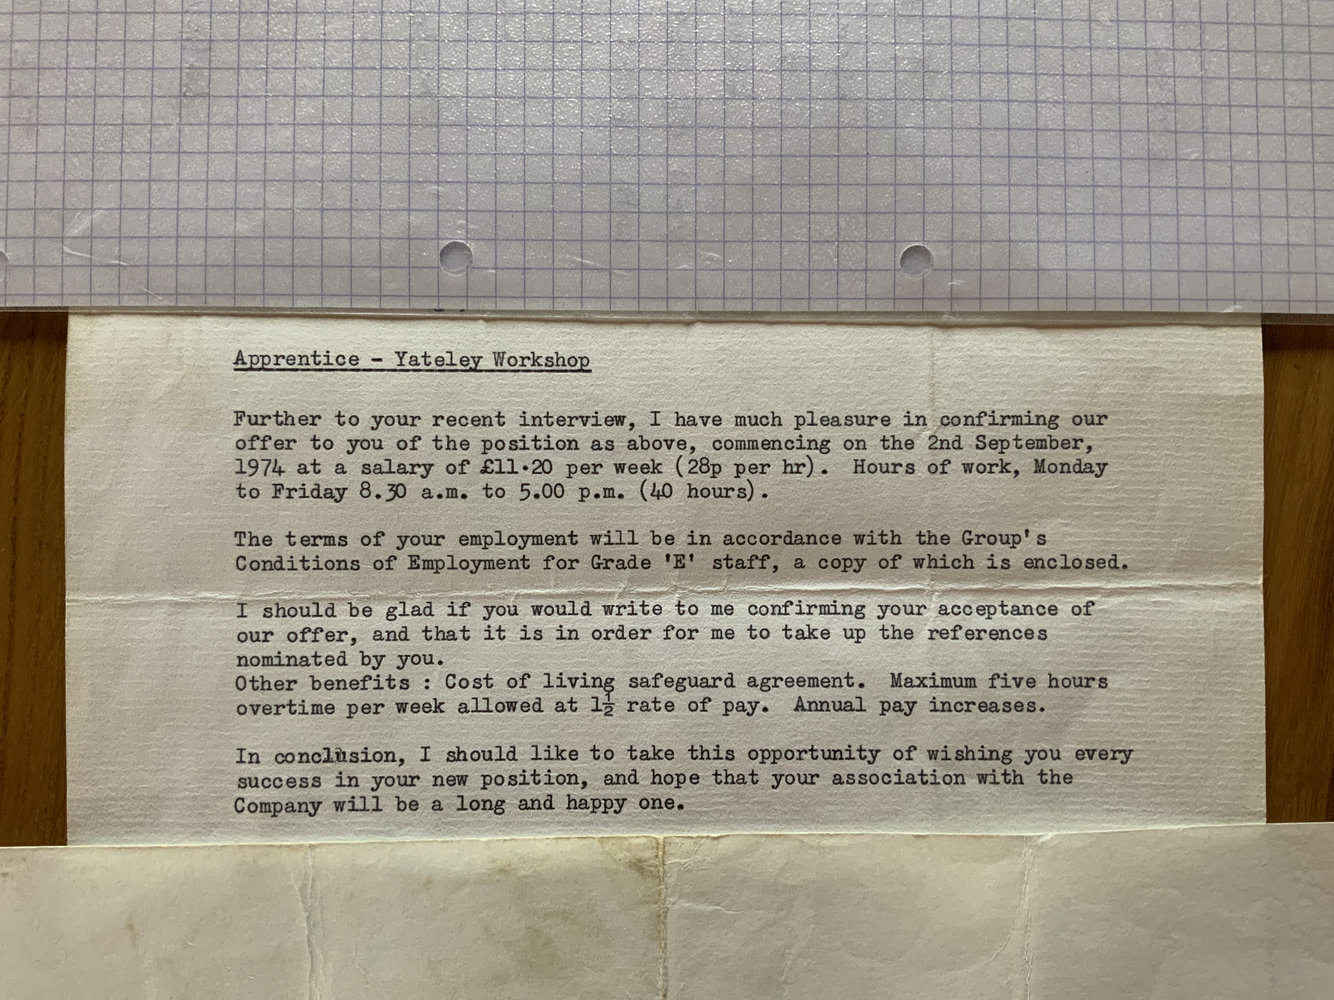 Apprentice - Yateley Workshop
Further to your recent interview, I have much pleasure in confirming our
offer to you of the position as above, commencing on the 2nd September,
1974 at a salary of £11·20 per week (28p per hr). Hours of work, Monday
to Friday 8.30 a.m. to 5.00 p.m. (40 hours).
The terms of your employment will be in accordance with the Group's
Conditions of Employment for Grade 'E' staff, a copy of which is enclosed.
I should be glad if you would write to me confirming your acceptance of
our offer, and that it is in order for me to take up the references
nominated by you.
Other benefits : Cost of living safeguard agreement. Maximum five hours
overtime per week allowed at 1½ rate of pay. Annual pay increases.
In conclusion, I should like to take this opportunity of wishing you every
success in your new position, and hope that your association with the
Company will be a long and happy one.